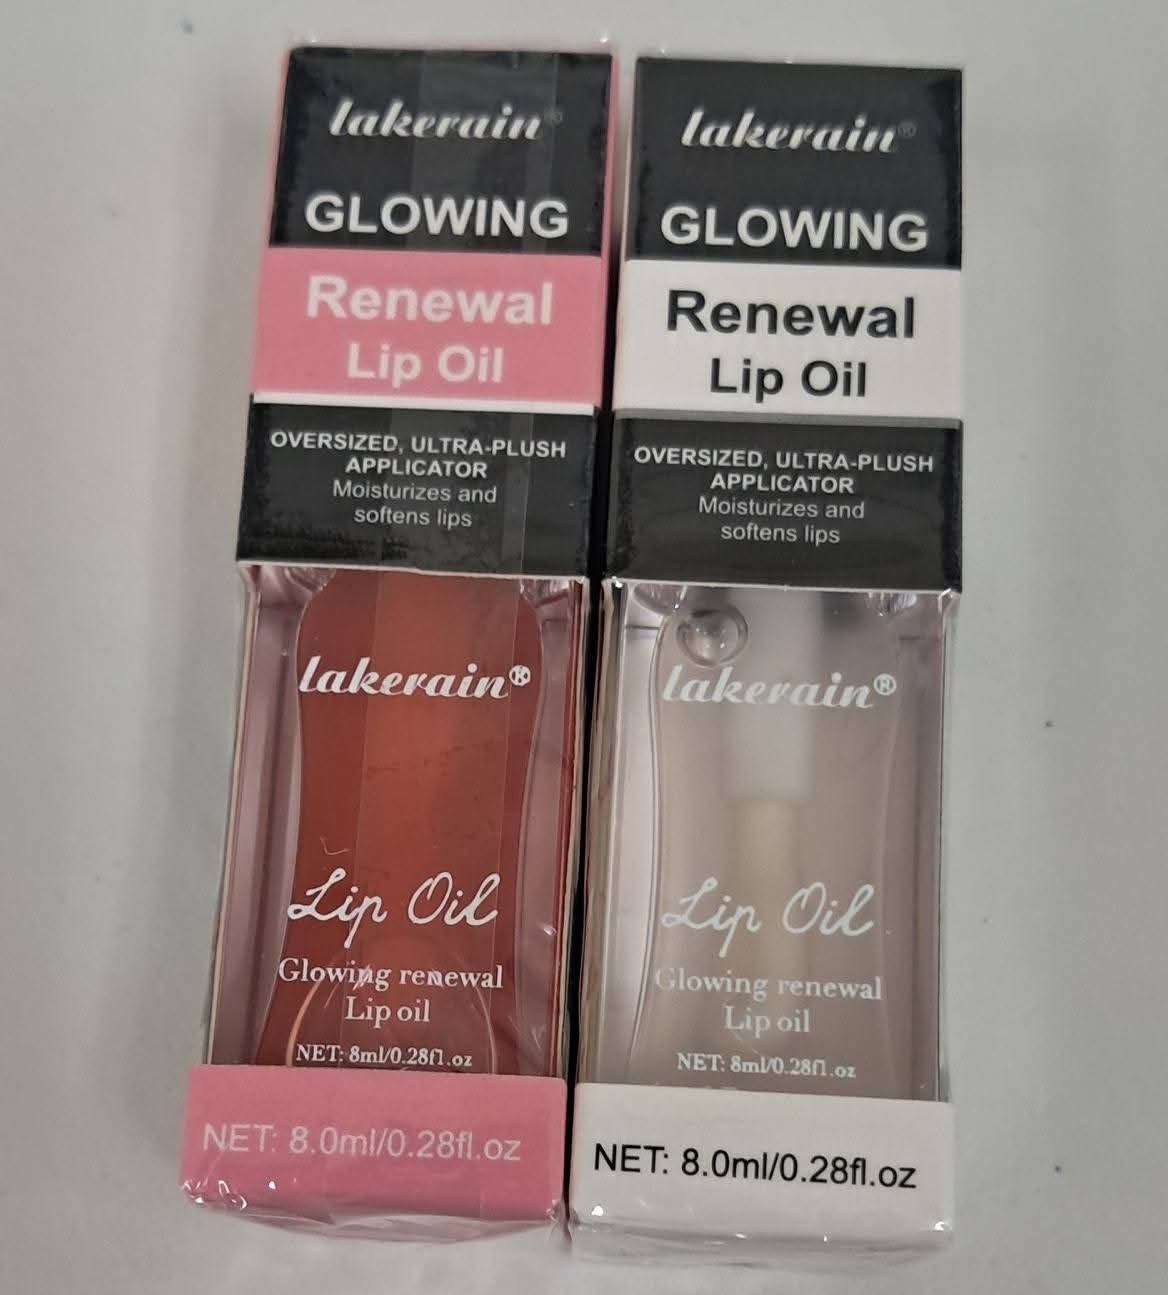 lakerain®
GLOWING
Renewal
Lip Oil
OVERSIZED, ULTRA-PLUSH
APPLICATOR
Moisturizes and
softens lips
lakerain®
Lip Oil
Glowing renewal
Lip oil
NET: 8ml/0.28fl.oz
NET: 8.0ml/0.28fl.oz
lakerain®
GLOWING
Renewal
Lip Oil
OVERSIZED, ULTRA-PLUSH
APPLICATOR
Moisturizes and
softens lips
lakerain®
Lip Oil
Glowing renewal
Lip oil
NET: 8ml/0.28fl.oz
NET: 8.0ml/0.28fl.oz